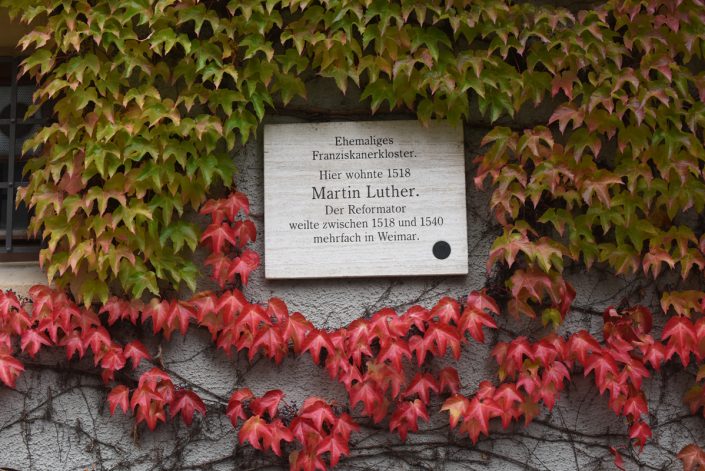 Ehemaliges
Franziskanerkloster.
Hier wohnte 1518
Martin Luther.
Der Reformator
weilte zwischen 1518 und 1540
mehrfach in Weimar.